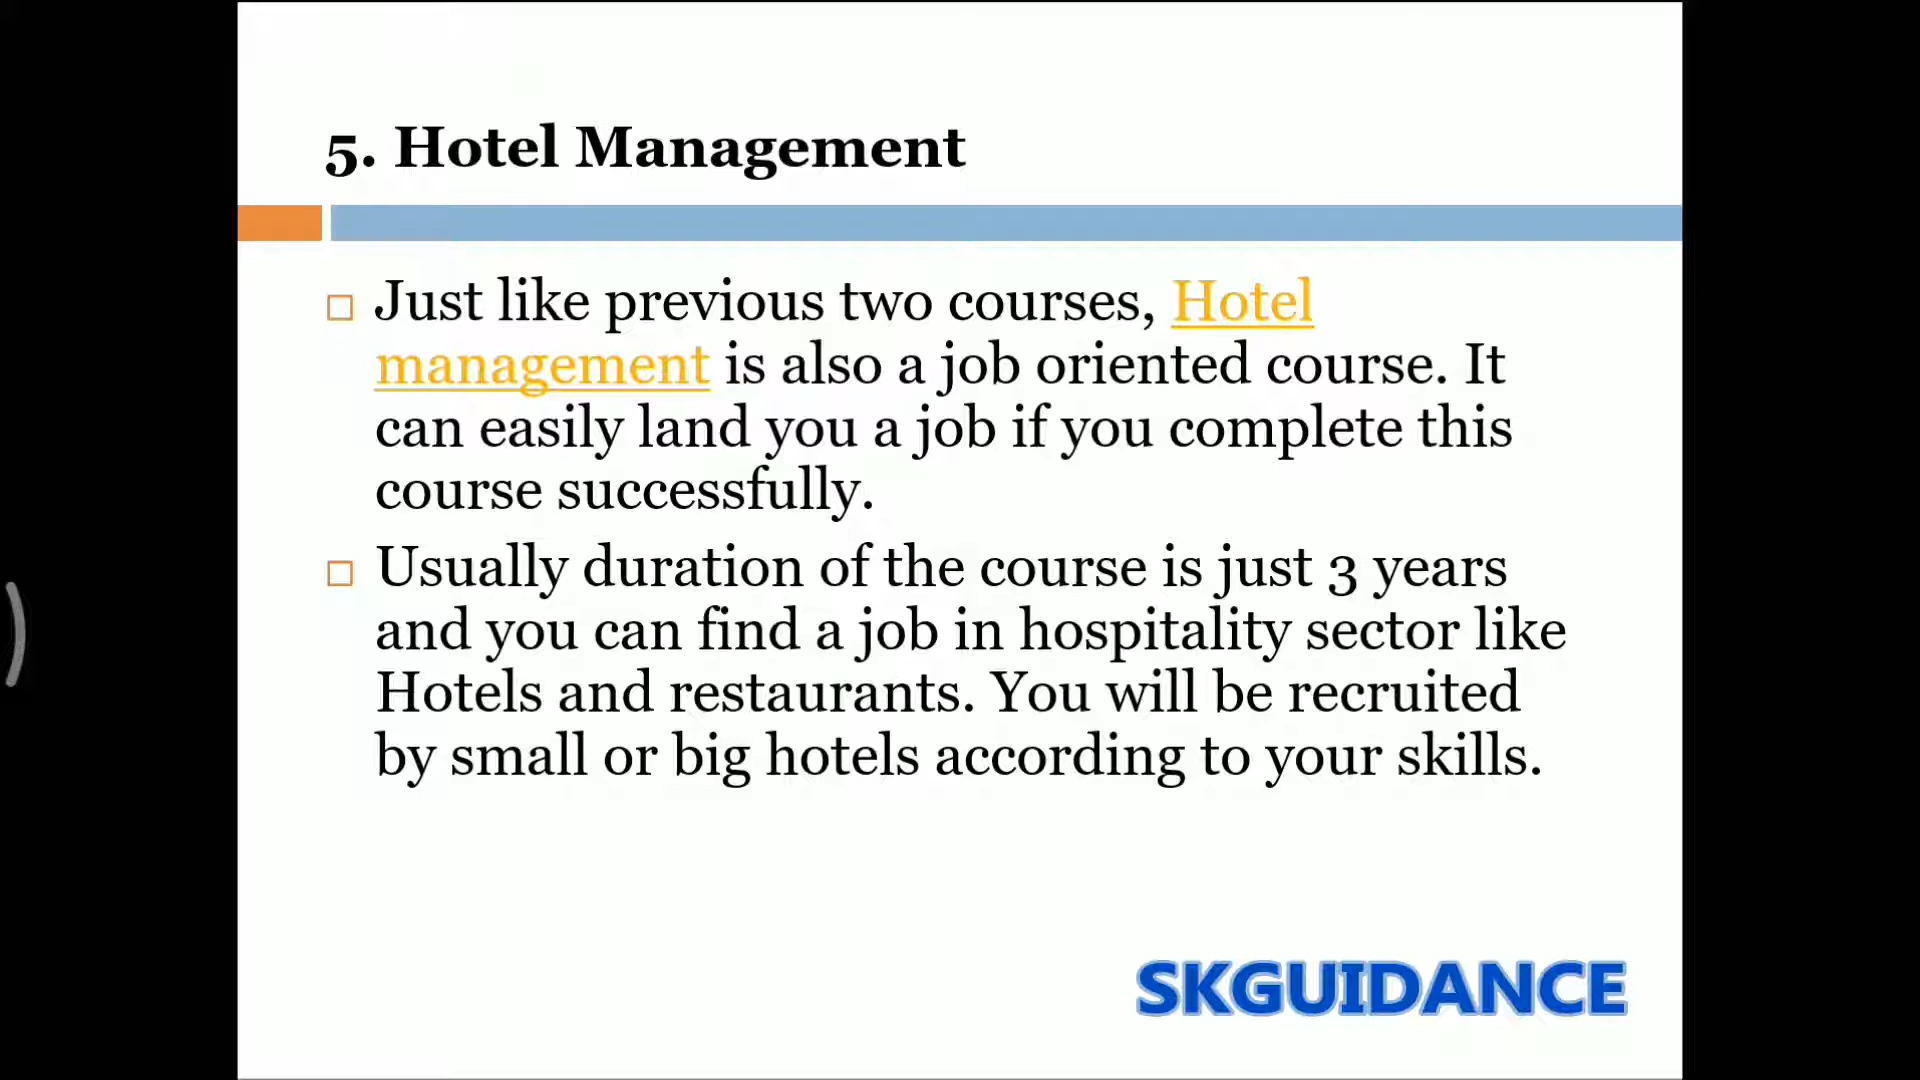 5. Hotel Management
Just like previous two courses, Hotel
management is also a job oriented course. It
can easily land you a job if you complete this
course successfully.
Usually duration of the course is just 3 years
and you can find a job in hospitality sector like
Hotels and restaurants. You will be recruited
by small or big hotels according to your skills.
SKGUIDANCE